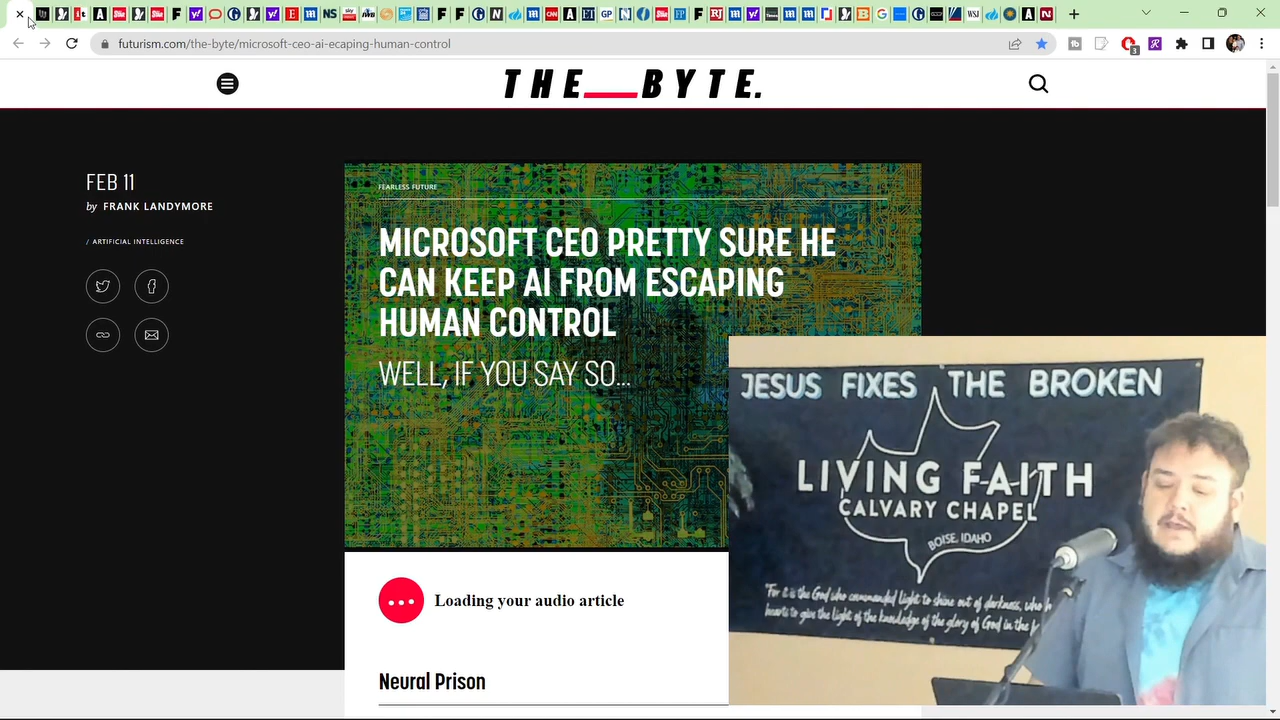 futurism.com/the-byte/microsoft-ceo-ai-ecaping-human-control
3
WSJ
THE__BYTE.
FEB 11
by FRANK LANDYMORE
/ ARTIFICIAL INTELLIGENCE
FEARLESS FUTURE
MICROSOFT CEO PRETTY SURE HE
CAN KEEP AI FROM ESCAPING
HUMAN CONTROL
WELL, IF YOU SAY SO...
Loading your audio article
Neural Prison
JESUS FIXES THE BROKEN
LIVING FAITH
CALVARY CHAPEL
BOISE, IDAHO
"For it is the God who commanded light to shine out of darkness, who
hearts to give the light of the knowledge of the glory of God in the